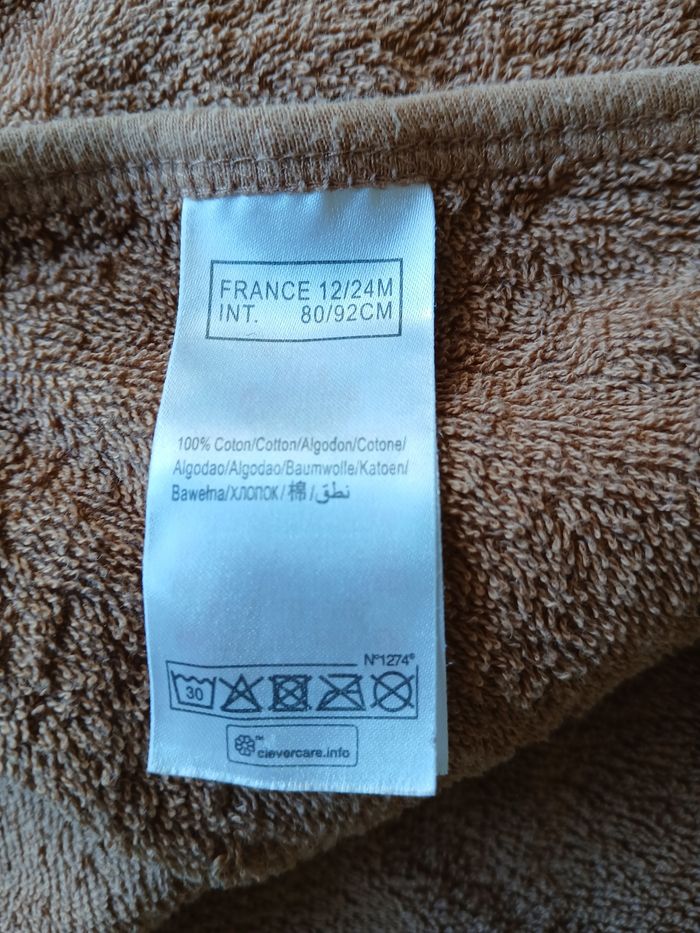 FRANCE 12/24M
INT. 80/92CM
100% Coton/Cotton/Algodon/Cotone/
Algodao/Algodao/Baumwolle/Katoen/
Bawełna/хлопок/棉/نطق
N°1274°
30
™
clevercare.info